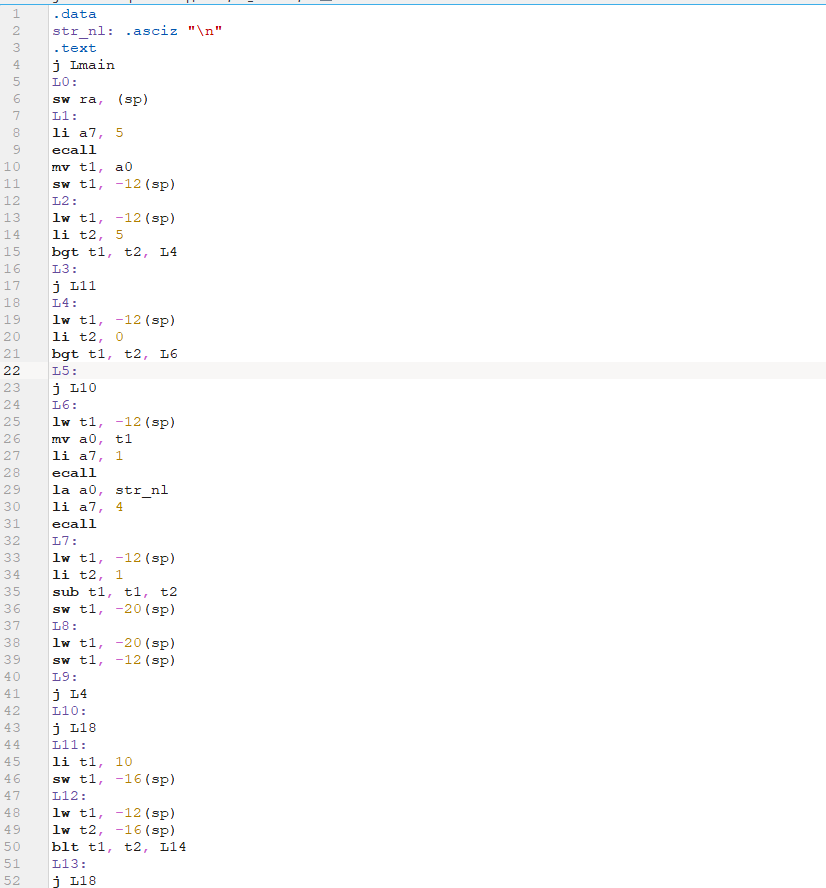 1 .data
2 str_nl: .asciz "\n"
3 .text
4 j Lmain
5 L0:
6 sw ra, (sp)
7 L1:
8 li a7, 5
9 ecall
10 mv t1, a0
11 sw t1, -12(sp)
12 L2:
13 lw t1, -12(sp)
14 li t2, 5
15 bgt t1, t2, L4
16 L3:
17 j L11
18 L4:
19 lw t1, -12(sp)
20 li t2, 0
21 bgt t1, t2, L6
22 L5:
23 j L10
24 L6:
25 lw t1, -12(sp)
26 mv a0, t1
27 li a7, 1
28 ecall
29 la a0, str_nl
30 li a7, 4
31 ecall
32 L7:
33 lw t1, -12(sp)
34 li t2, 1
35 sub t1, t1, t2
36 sw t1, -20(sp)
37 L8:
38 lw t1, -20(sp)
39 sw t1, -12(sp)
40 L9:
41 j L4
42 L10:
43 j L18
44 L11:
45 li t1, 10
46 sw t1, -16(sp)
47 L12:
48 lw t1, -12(sp)
49 lw t2, -16(sp)
50 blt t1, t2, L14
51 L13:
52 j L18